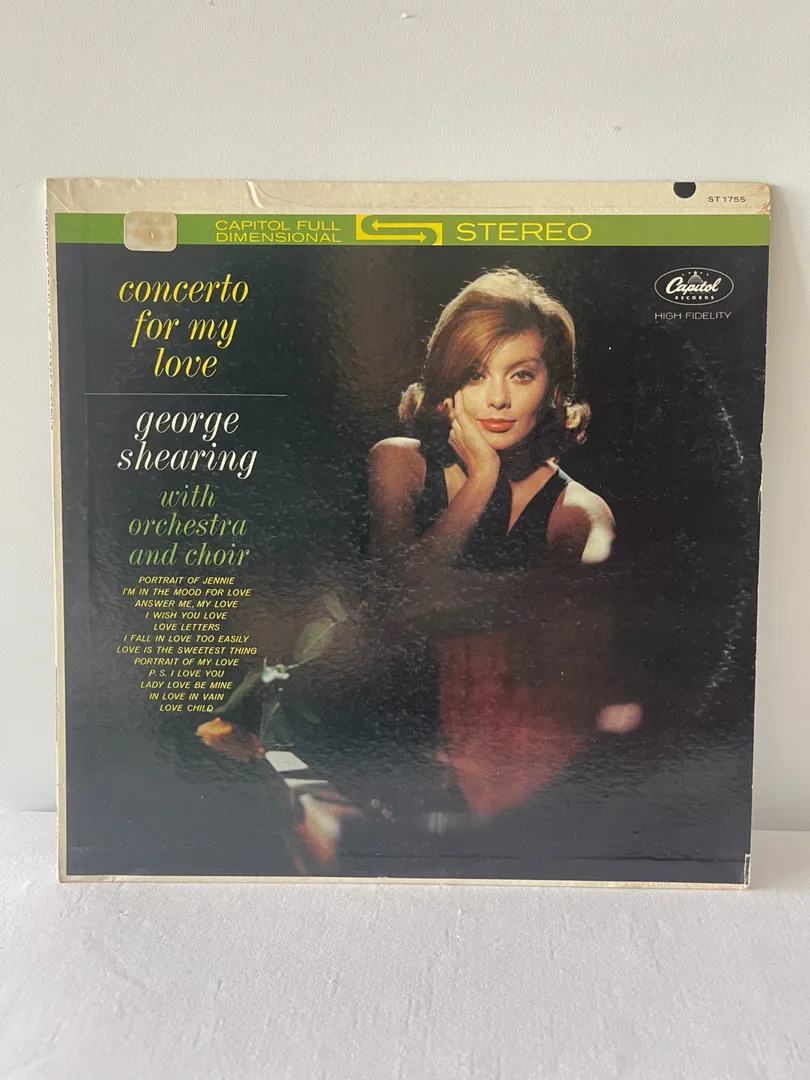 ST 1755
CAPITOL FULL
DIMENSIONAL
STEREO
concerto
for my
love
Capitol
RECORDS
HIGH FIDELITY
george
shearing
with
orchestra
and choir
PORTRAIT OF JENNIE
I'M IN THE MOOD FOR LOVE
ANSWER ME, MY LOVE
I WISH YOU LOVE
LOVE LETTERS
I FALL IN LOVE TOO EASILY
LOVE IS THE SWEETEST THING
PORTRAIT OF MY LOVE
P. S. I LOVE YOU
LADY LOVE BE MINE
IN LOVE IN VAIN
LOVE CHILD